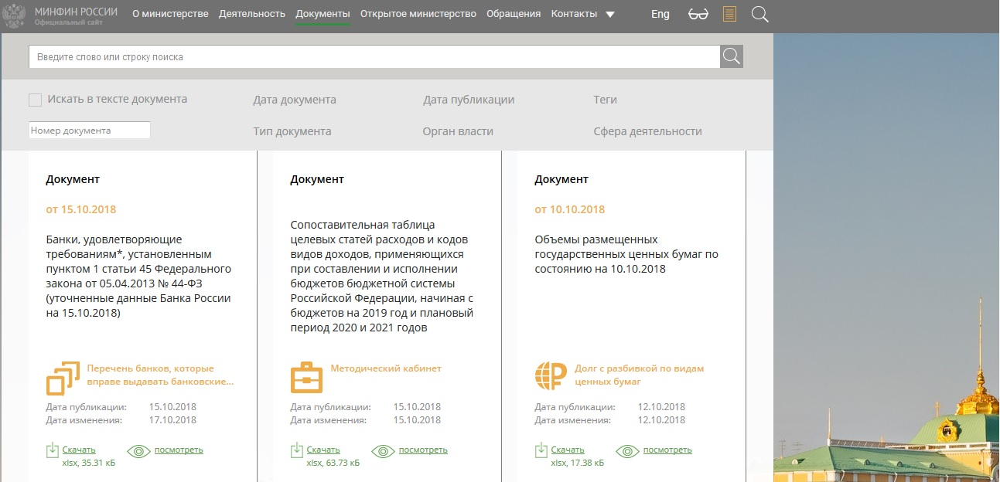 МИНФИН РОССИИ
Официальный сайт
О министерстве Деятельность Документы Открытое министерство Обращения Контакты Eng
Введите слово или строку поиска
Искать в тексте документа Дата документа Дата публикации Теги
Номер документа Тип документа Орган власти Сфера деятельности
Документ
от 15.10.2018
Банки, удовлетворяющие
требованиям*, установленным
пунктом 1 статьи 45 Федерального
закона от 05.04.2013 № 44-ФЗ
(уточненные данные Банка России
на 15.10.2018)
Перечень банков, которые
вправе выдавать банковские...
Дата публикации: 15.10.2018
Дата изменения: 17.10.2018
Скачать посмотреть
xlsx, 35.31 кБ
Документ
Сопоставительная таблица
целевых статей расходов и кодов
видов доходов, применяющихся
при составлении и исполнении
бюджетов бюджетной системы
Российской Федерации, начиная с
бюджетов на 2019 год и плановый
период 2020 и 2021 годов
Методический кабинет
Дата публикации: 15.10.2018
Дата изменения: 15.10.2018
Скачать посмотреть
xlsx, 63.73 кБ
Документ
от 10.10.2018
Объемы размещенных
государственных ценных бумаг по
состоянию на 10.10.2018
Долг с разбивкой по видам
ценных бумаг
Дата публикации: 12.10.2018
Дата изменения: 12.10.2018
Скачать посмотреть
xlsx, 17.38 кБ